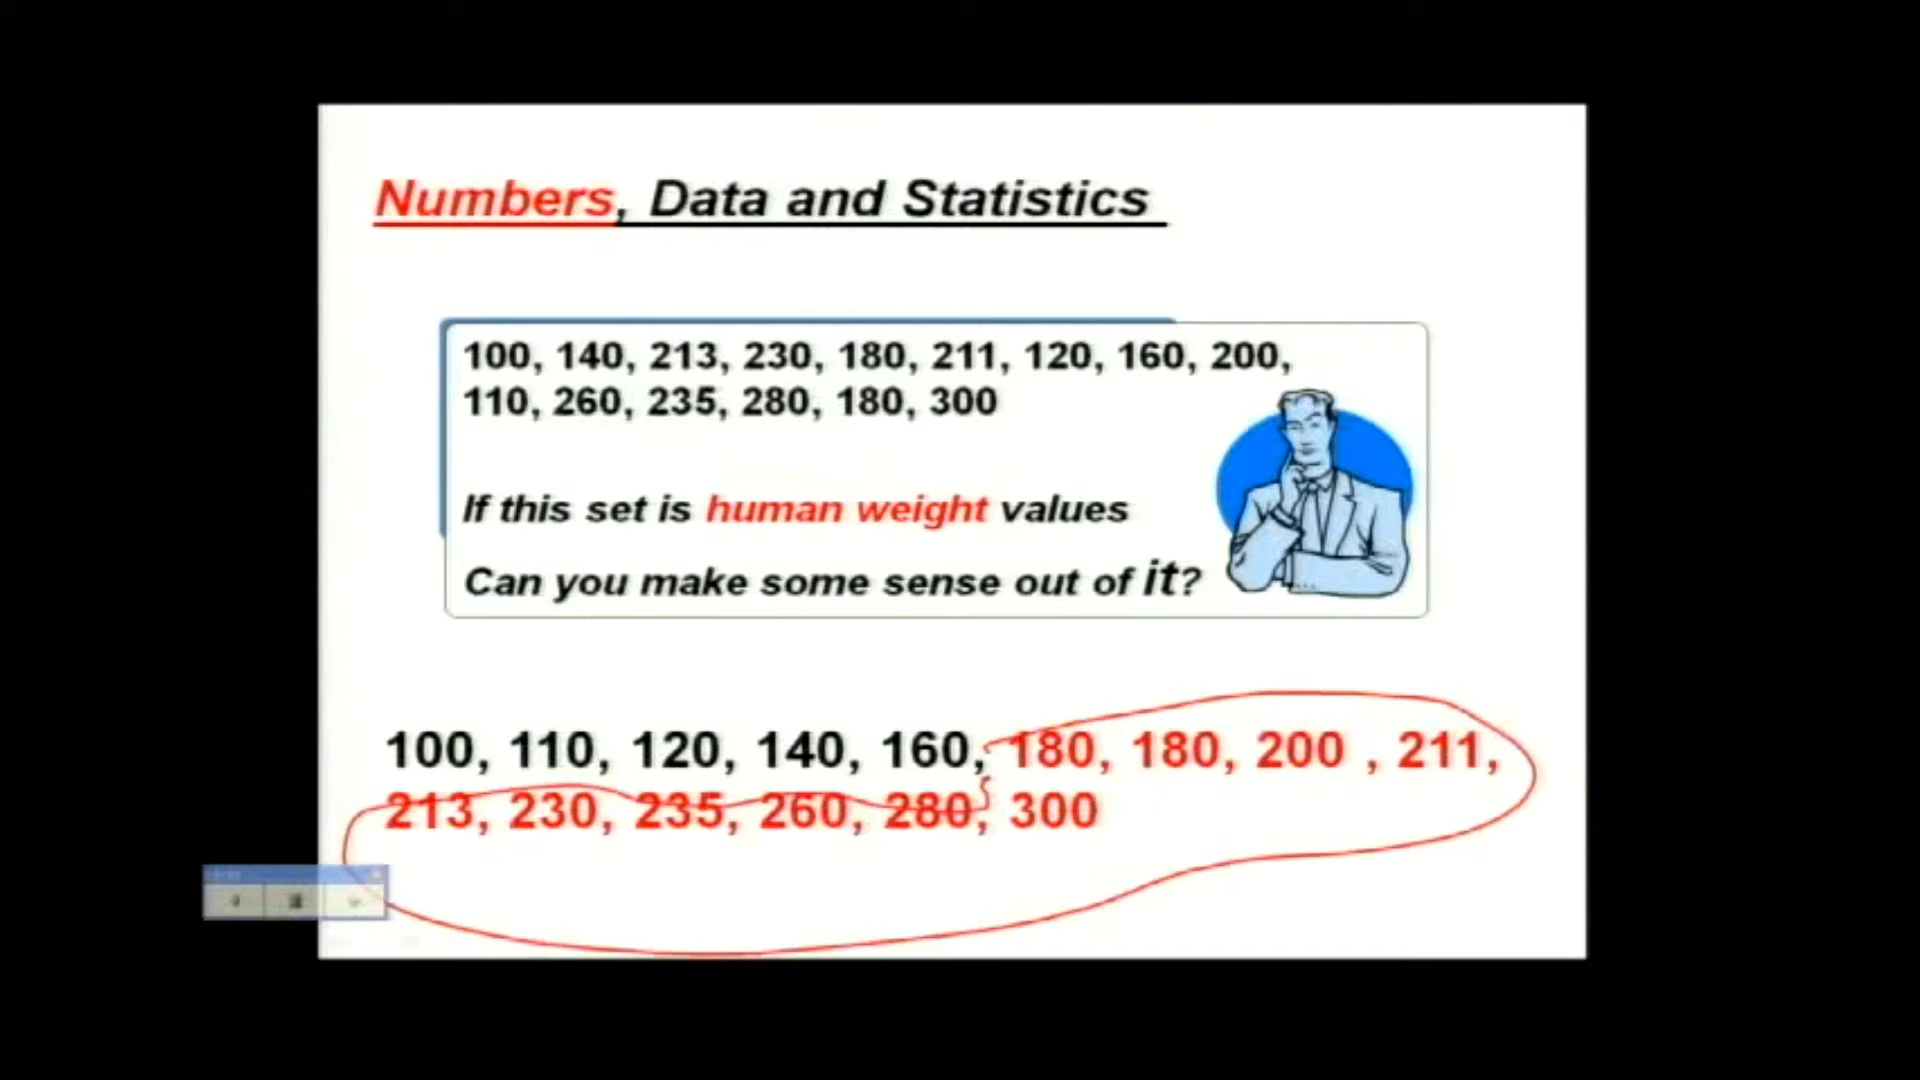 Numbers, Data and Statistics
100, 140, 213, 230, 180, 211, 120, 160, 200,
110, 260, 235, 280, 180, 300
If this set is human weight values
Can you make some sense out of it?
100, 110, 120, 140, 160, 180, 180, 200 , 211,
213, 230, 235, 260, 280, 300